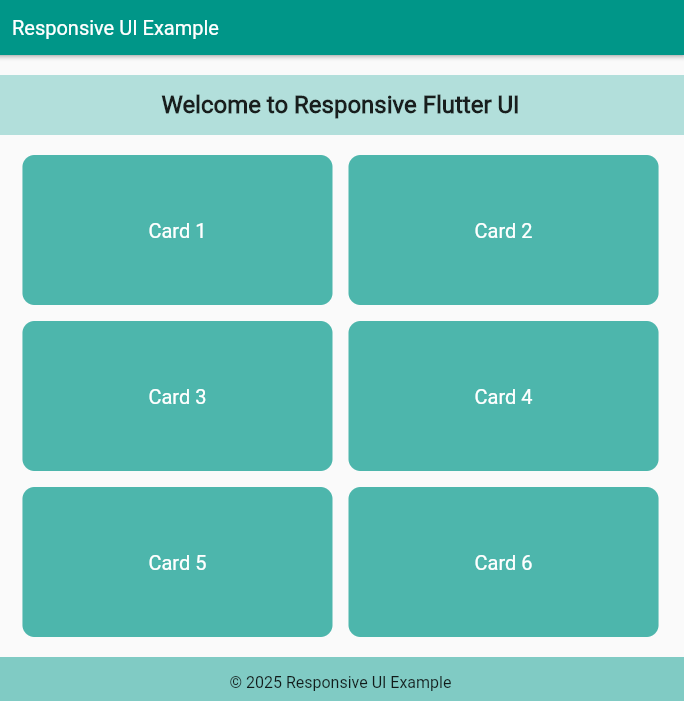 Responsive UI Example
Welcome to Responsive Flutter UI
Card 1
Card 2
Card 3
Card 4
Card 5
Card 6
© 2025 Responsive UI Example